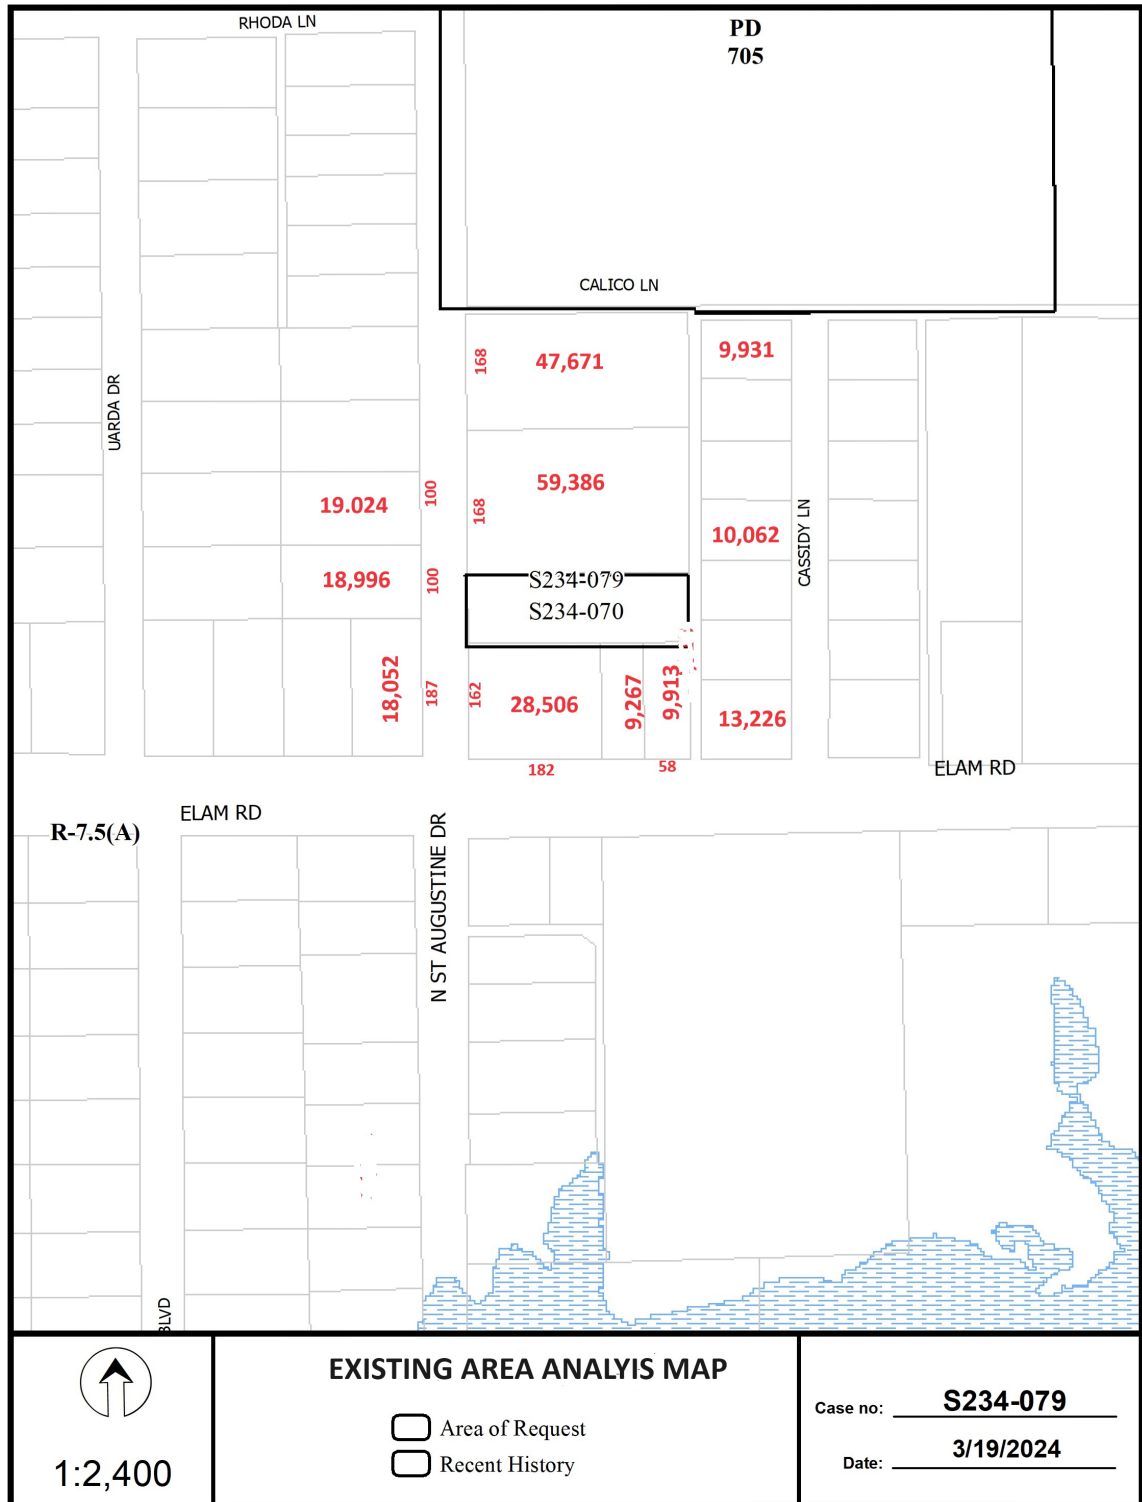 RHODA LN
PD
705
CALICO LN
168
47,671
9,931
UARDA DR
59,386
100
19.024
168
10,062
CASSIDY LN
18,996
100
S234-079
S234-070
18,052
187
162
28,506
9,267
9,913
13,226
182
58
ELAM RD
ELAM RD
R-7.5(A)
N ST AUGUSTINE DR
BLVD
1:2,400
EXISTING AREA ANALYIS MAP
Area of Request
Recent History
Case no: S234-079
Date: 3/19/2024